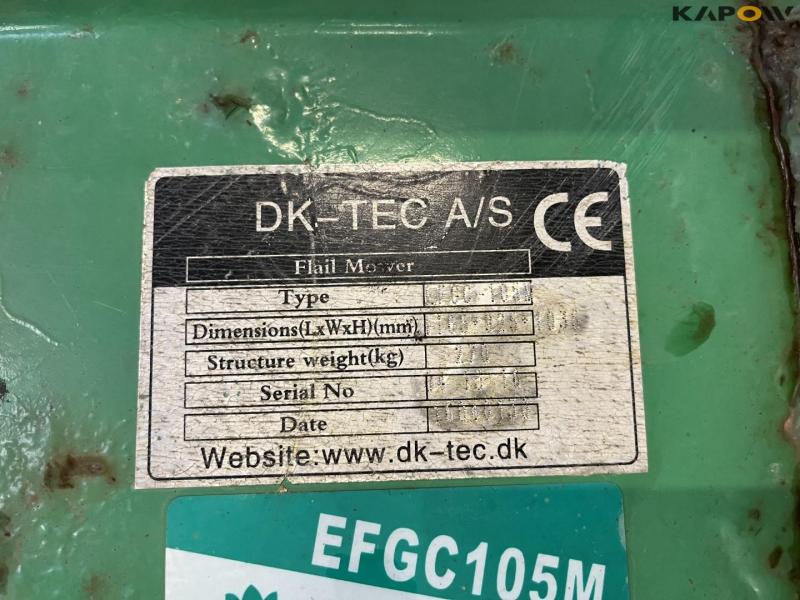 KAPOW
DK-TEC A/S CE
Flail Mower
Type
Dimensions(LxWxH)(mm)
Structure weight(kg)
Serial No
Date
Website:www.dk-tec.dk
EFGC105M